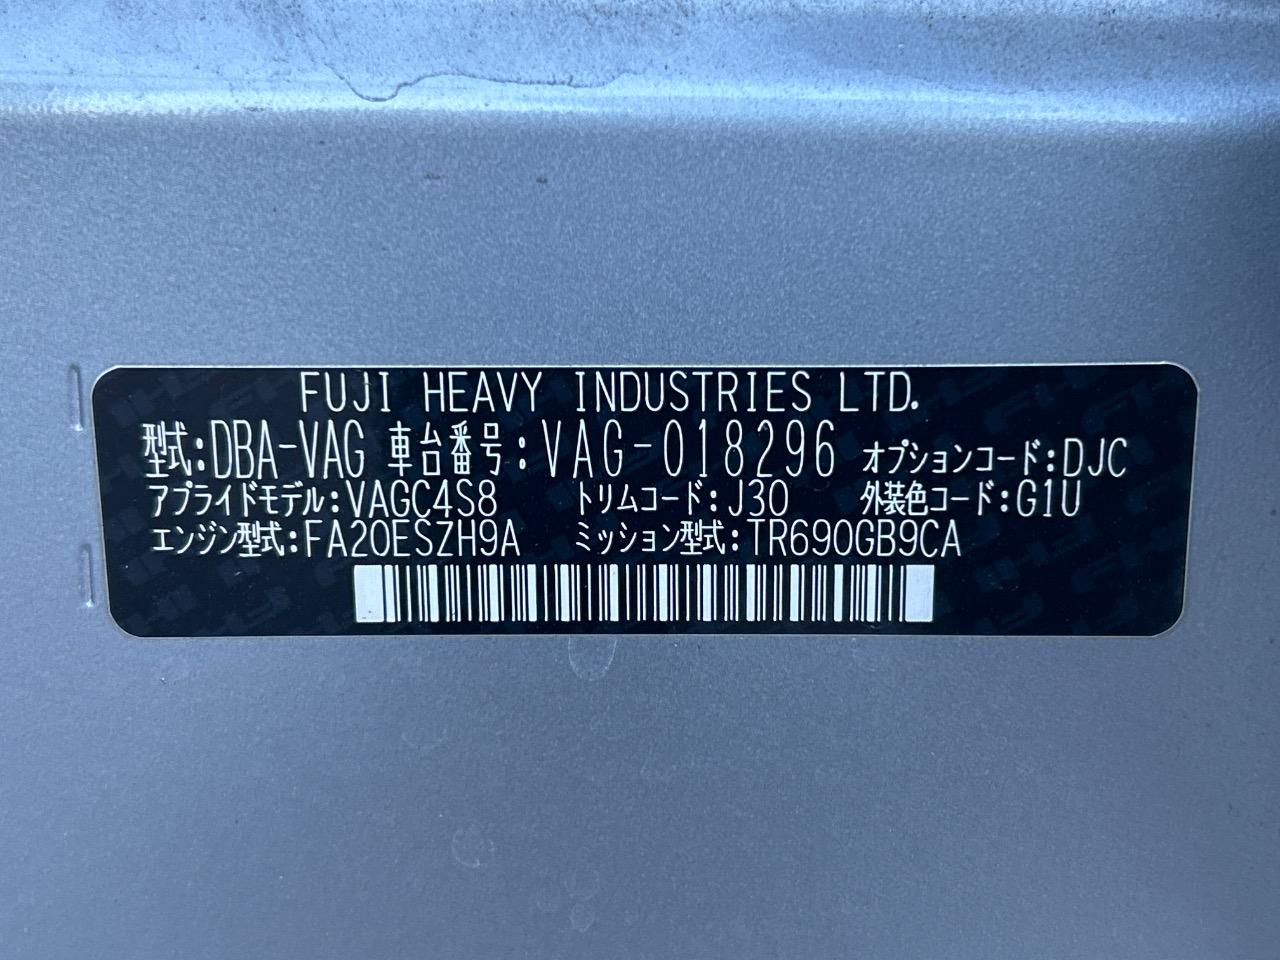 FUJI HEAVY INDUSTRIES LTD.
型式:DBA-VAG 車台番号:VAG-018296 オプションコード:DJC
アプライドモデル:VAGC4S8 トリムコード:J30 外装色コード:G1U
エンジン型式:FA20ESZH9A ミッション型式:TR690GB9CA